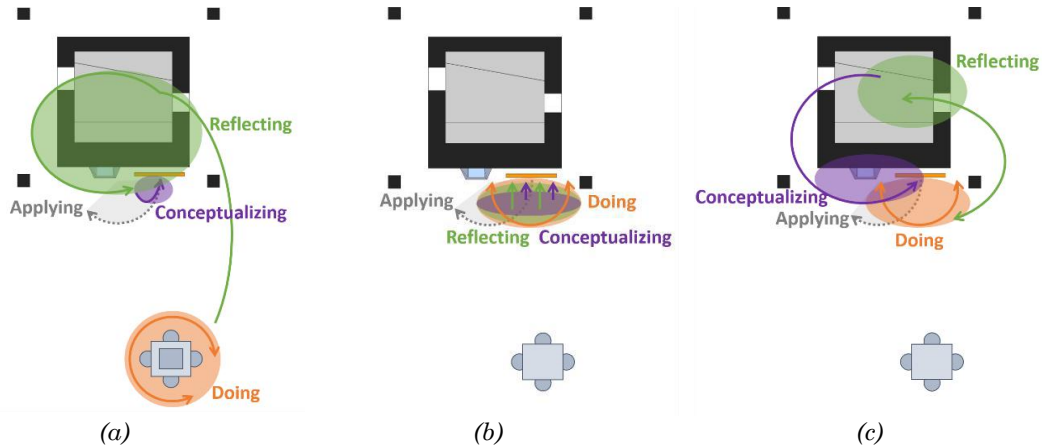 Reflecting
Applying
Conceptualizing
Doing
(a)
Applying
Doing
Reflecting
Conceptualizing
(b)
Reflecting
Conceptualizing
Applying
Doing
(c)